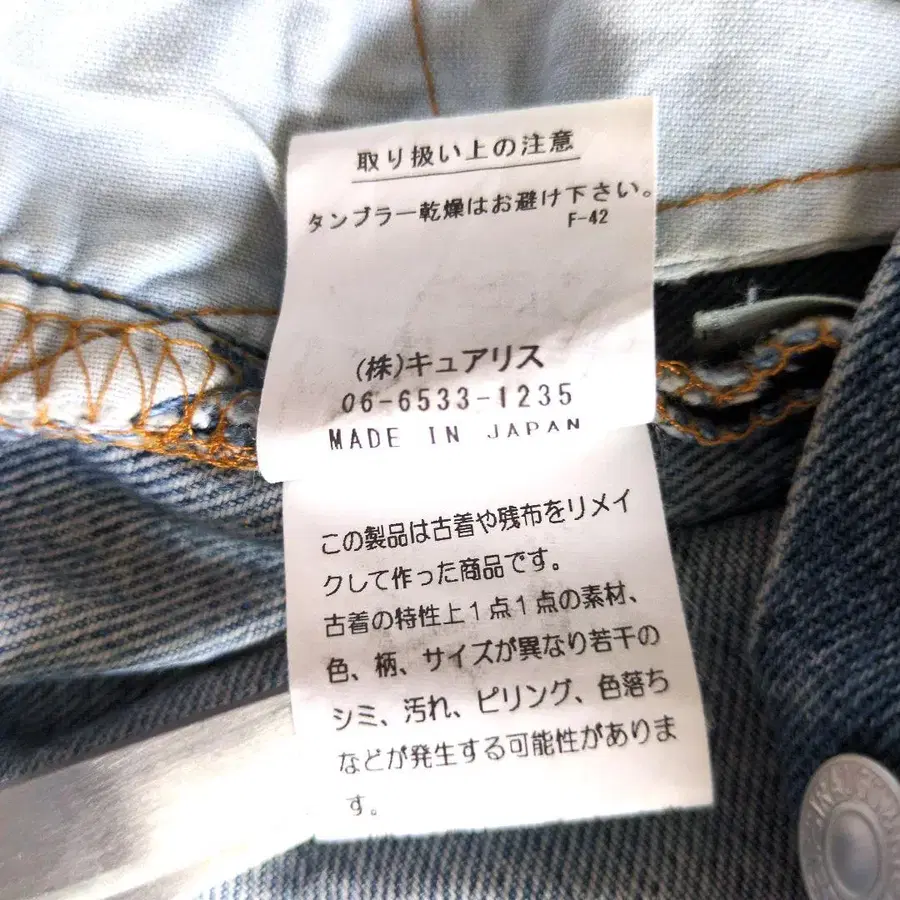 取り扱い上の注意
タンブラー乾燥はお避け下さい。
F-42
(株)キュアリス
06-6533-1235
MADE IN JAPAN
この製品は古着や残布をリメイ
クして作った商品です。
古着の特性上1点1点の素材、
色、柄、サイズが異なり若干の
シミ、汚れ、ピリング、色落ち
などが発生する可能性がありま
す。